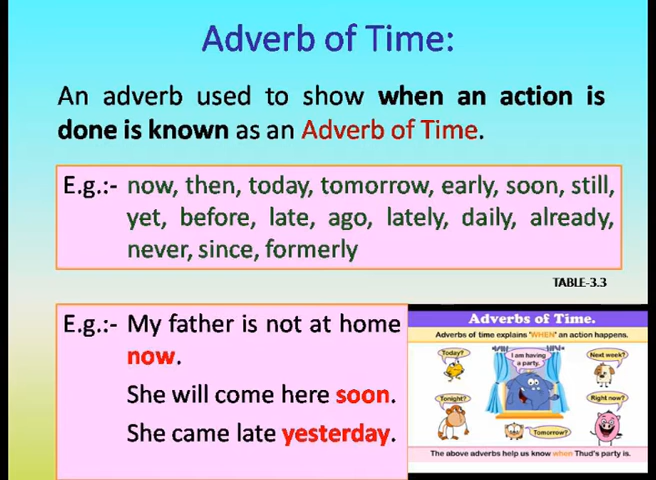 Adverb of Time:
An adverb used to show when an action is
done is known as an Adverb of Time.
E.g.:- now, then, today, tomorrow, early, soon, still,
yet, before, late, ago, lately, daily, already,
never, since, formerly
TABLE-3.3
E.g.:- My father is not at home
now.
She will come here soon.
She came late yesterday.
Adverbs of Time.
Adverbs of time explains 'WHEN' an action happens.
Today?
I am having
a party.
Next week?
Tonight?
Right now?
Tomorrow?
The above adverbs help us know when Thud's party is.